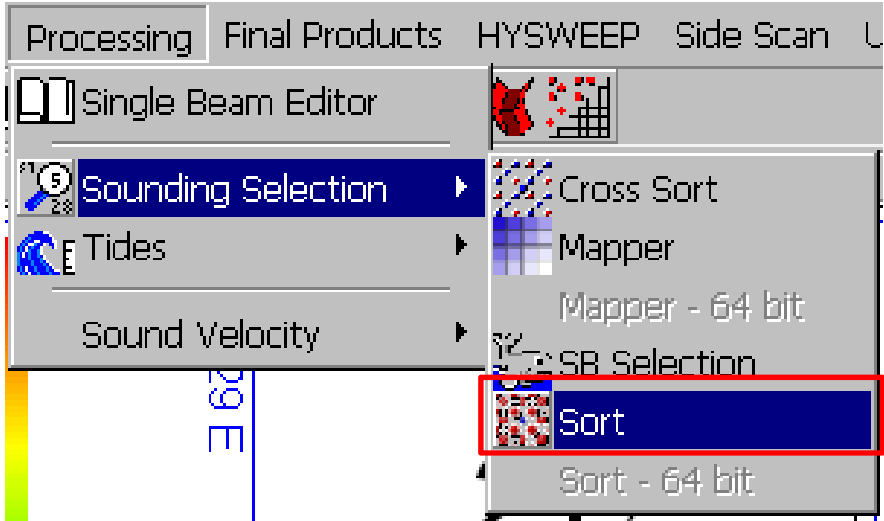 Processing Final Products HYSWEEP Side Scan
Single Beam Editor
Sounding Selection
Tides
Sound Velocity
Cross Sort
Mapper
Mapper - 64 bit
SB Selection
Sort
Sort - 64 bit
29 E